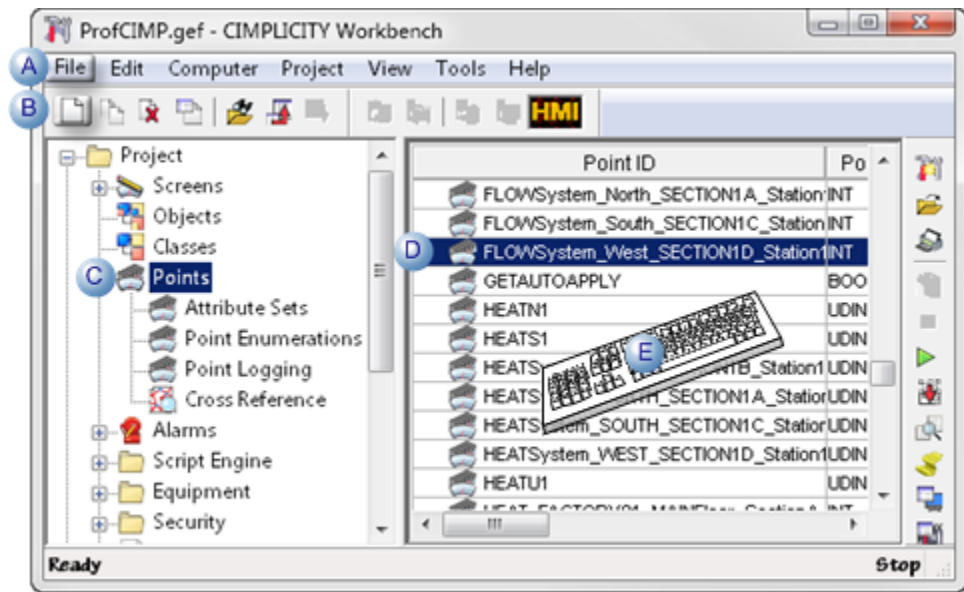 ProfCIMP.gef - CIMPLICITY Workbench
A File Edit Computer Project View Tools Help
B HMI
Project
Screens
Objects
Classes
C Points
Attribute Sets
Point Enumerations
Point Logging
Cross Reference
Alarms
Script Engine
Equipment
Security
Point ID Po
FLOWSystem_North_SECTION1A_Station INT
FLOWSystem_South_SECTION1C_Station INT
D FLOWSystem_West_SECTION1D_Station1 INT
GETAUTOAPPLY BOO
HEATN1 UDIN
HEATS1 UDIN
E
HEATS B_Station1 UDIN
HEATS TH_SECTION1A_Station UDIN
HEATS em_SOUTH_SECTION1C_Station UDIN
HEATSystem_WEST_SECTION1D_Station1 UDIN
HEATU1 UDIN
Ready Stop